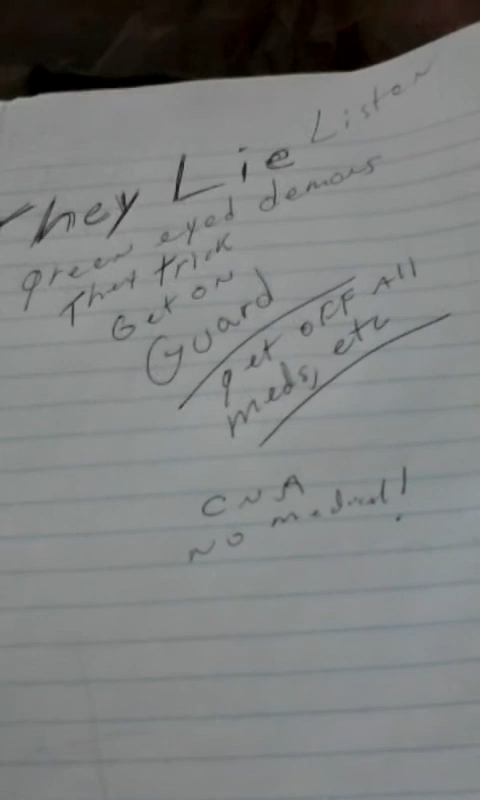 They Lie Listen
green eyed demons
That trick
Get on
Guard
get off All
meds, etc
CNA
No medical!